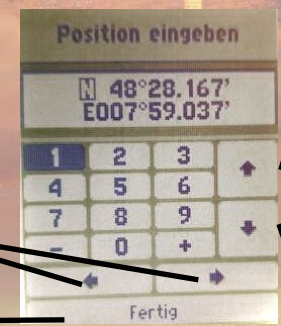 Position eingeben
N 48°28.167'
E007°59.037'
1 2 3
4 5 6
7 8 9
- 0 +
Fertig